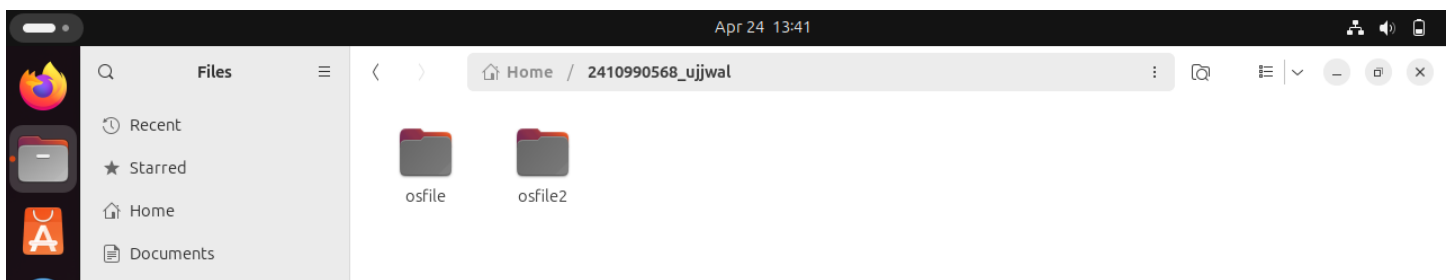 Apr 24 13:41
Files
Home / 2410990568_ujjwal
Recent
Starred
Home
Documents
osfile
osfile2